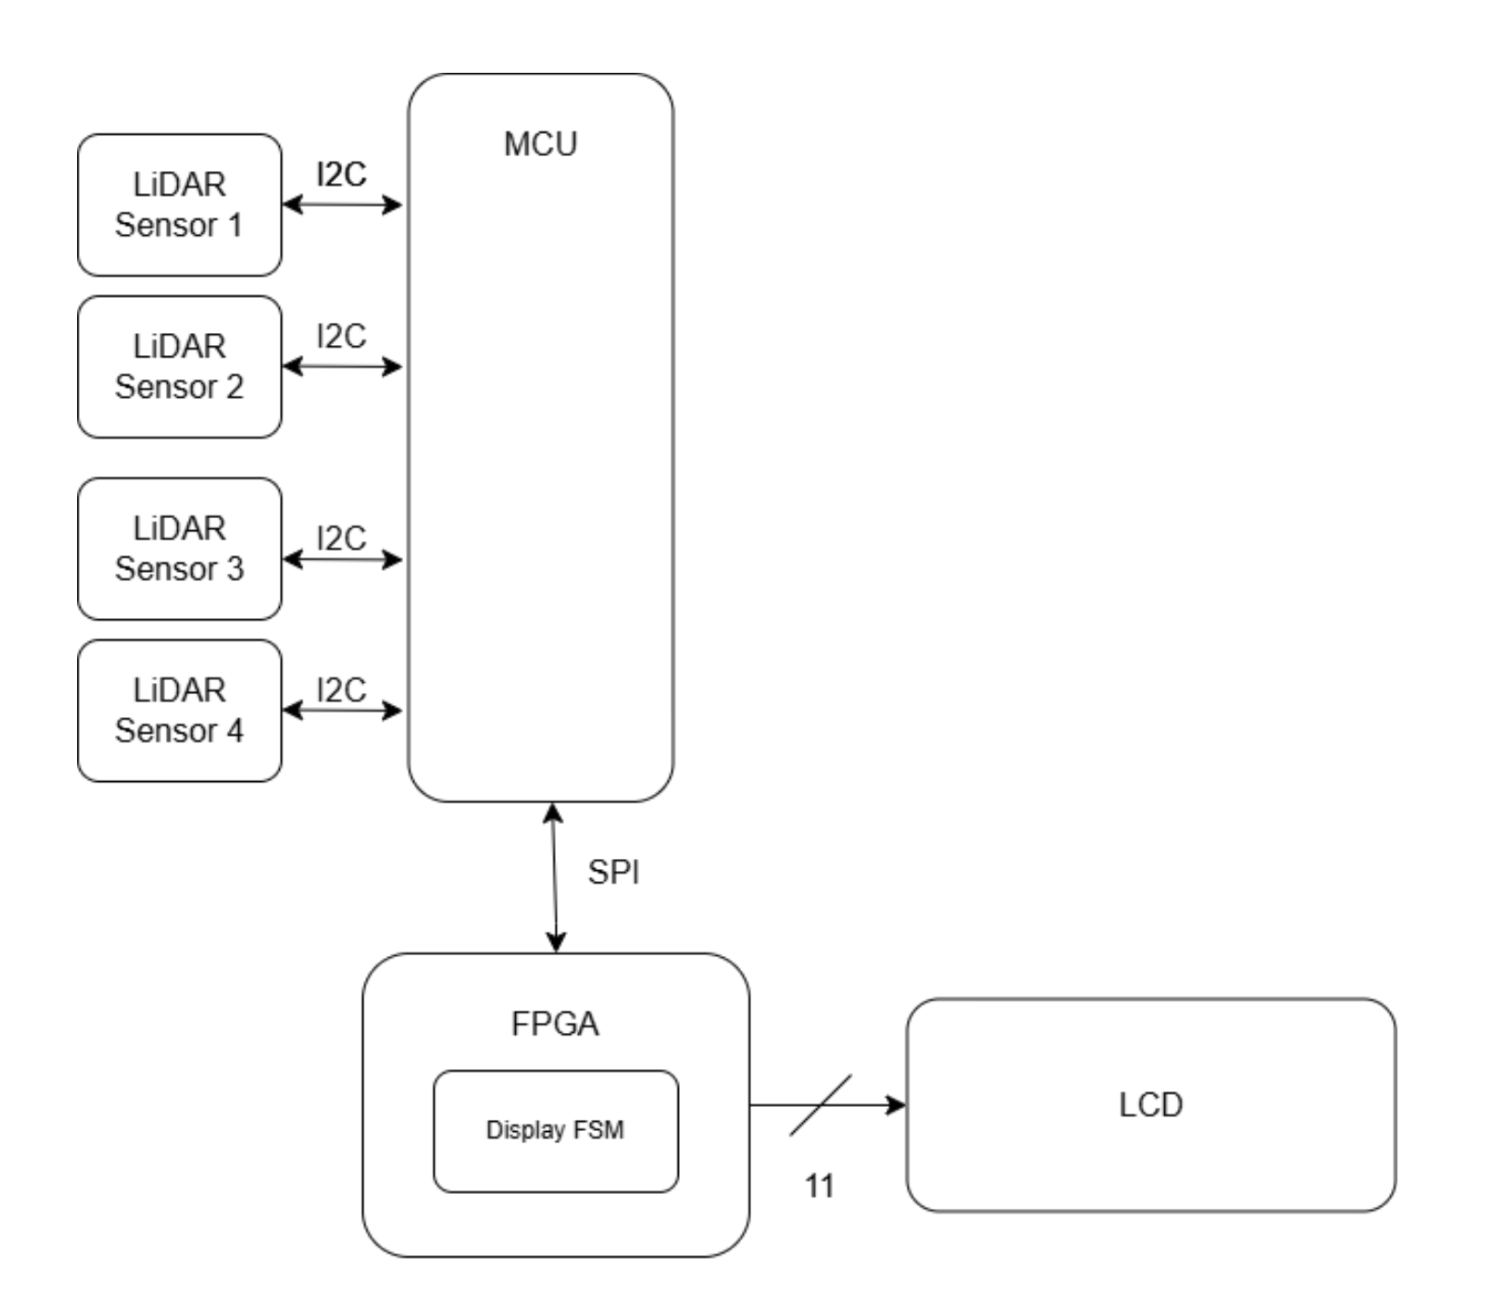 MCU
LiDAR
Sensor 1
I2C
LiDAR
Sensor 2
I2C
LiDAR
Sensor 3
I2C
LiDAR
Sensor 4
I2C
SPI
FPGA
Display FSM
11
LCD